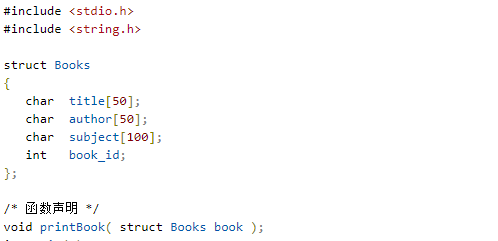 #include <stdio.h>
#include <string.h>
struct Books
{
   char  title[50];
   char  author[50];
   char  subject[100];
   int   book_id;
};
/* 函数声明 */
void printBook( struct Books book );